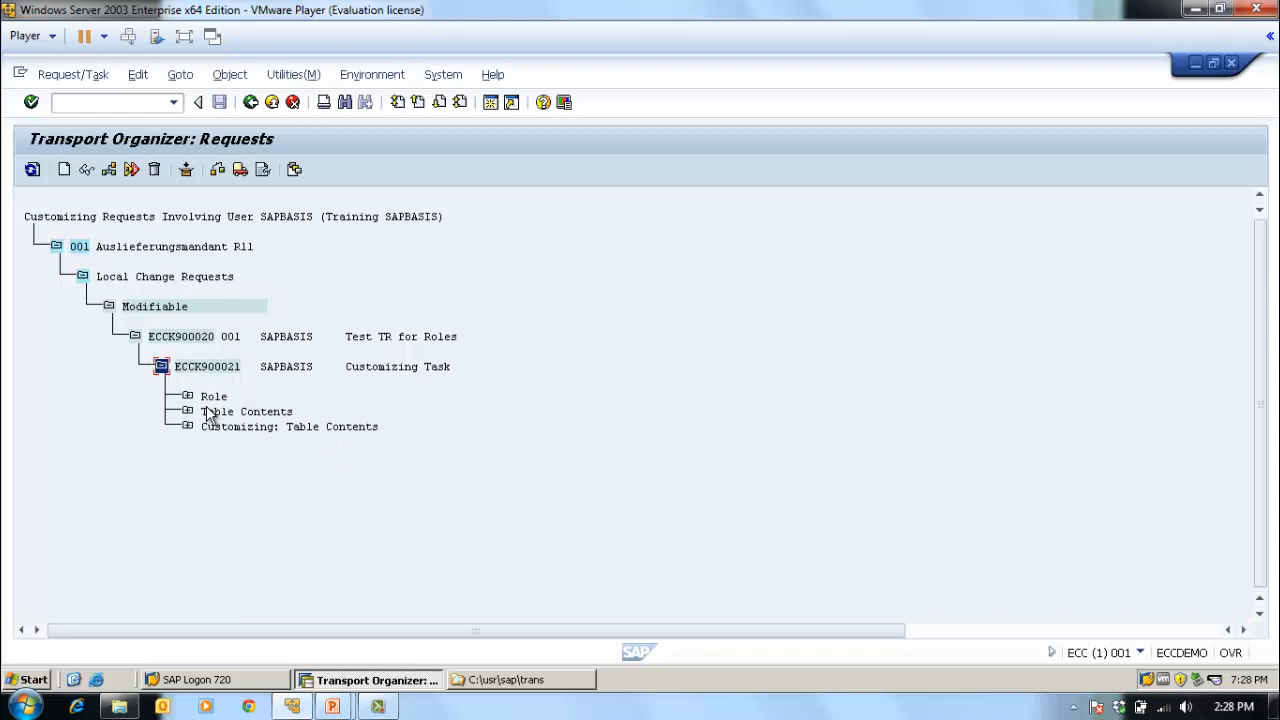 Windows Server 2003 Enterprise x64 Edition - VMware Player (Evaluation license)
Player
Request/Task Edit Goto Object Utilities(M) Environment System Help
Transport Organizer: Requests
Customizing Requests Involving User SAPBASIS (Training SAPBASIS)
001 Auslieferungsmandant R11
Local Change Requests
Modifiable
ECCK900020 001 SAPBASIS Test TR for Roles
ECCK900021 SAPBASIS Customizing Task
Role
Table Contents
Customizing: Table Contents
SAP
ECC (1) 001 ECCDEMO OVR
Start SAP Logon 720 Transport Organizer: ... C:\usr\sap\trans 7:28 PM
2:28 PM